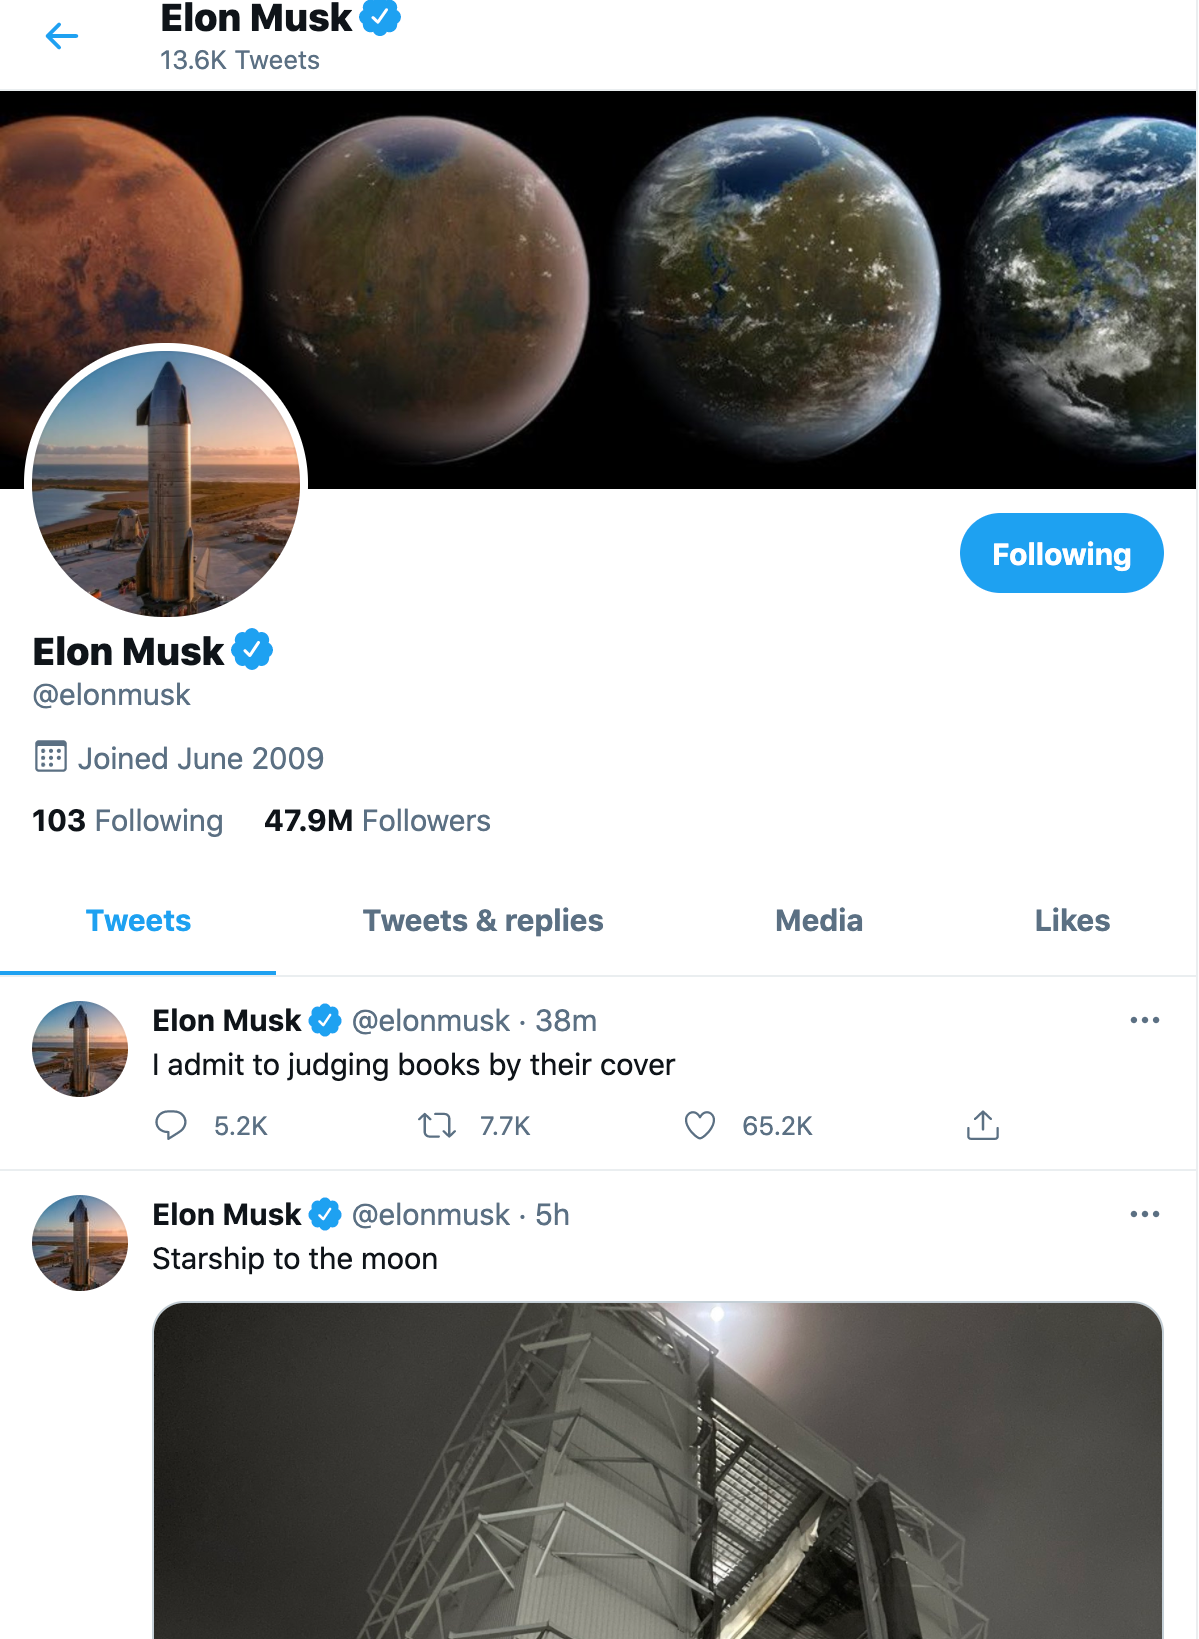 Elon Musk
13.6K Tweets
Following
Elon Musk
@elonmusk
Joined June 2009
103 Following 47.9M Followers
Tweets Tweets & replies Media Likes
Elon Musk @elonmusk · 38m
I admit to judging books by their cover
5.2K 7.7K 65.2K
Elon Musk @elonmusk · 5h
Starship to the moon